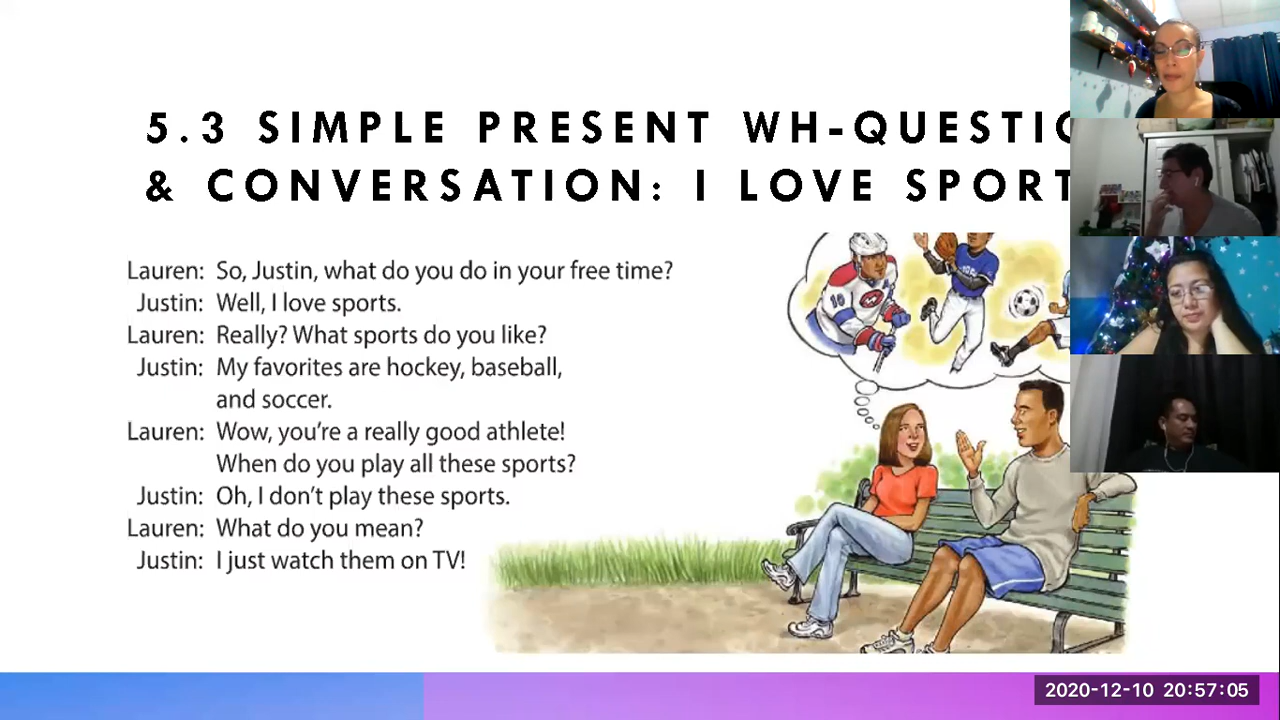 5.3 SIMPLE PRESENT WH-QUESTIO
& CONVERSATION: I LOVE SPORT
Lauren: So, Justin, what do you do in your free time?
Justin: Well, I love sports.
Lauren: Really? What sports do you like?
Justin: My favorites are hockey, baseball,
and soccer.
Lauren: Wow, you're a really good athlete!
When do you play all these sports?
Justin: Oh, I don't play these sports.
Lauren: What do you mean?
Justin: I just watch them on TV!
10
2020-12-10 20:57:05